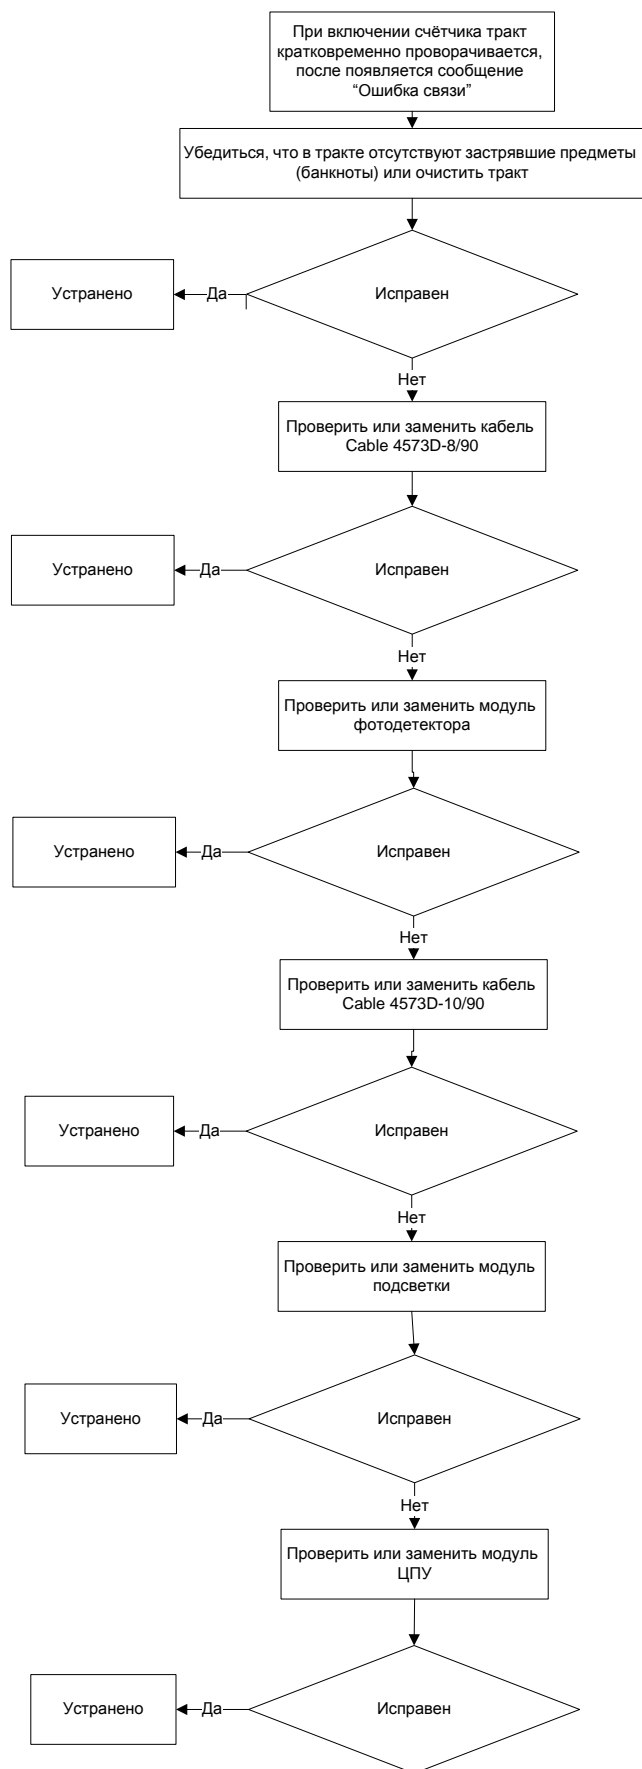 При включении счётчика тракт
кратковременно проворачивается,
после появляется сообщение
“Ошибка связи”
Убедиться, что в тракте отсутствуют застрявшие предметы
(банкноты) или очистить тракт
Устранено
Да
Исправен
Нет
Проверить или заменить кабель
Cable 4573D-8/90
Устранено
Да
Исправен
Нет
Проверить или заменить модуль
фотодетектора
Устранено
Да
Исправен
Нет
Проверить или заменить кабель
Cable 4573D-10/90
Устранено
Да
Исправен
Нет
Проверить или заменить модуль
подсветки
Устранено
Да
Исправен
Нет
Проверить или заменить модуль
ЦПУ
Устранено
Да
Исправен